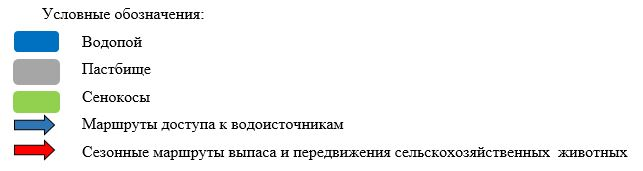 Условные обозначения:
Водопой
Пастбище
Сенокосы
Маршруты доступа к водоисточникам
Сезонные маршруты выпаса и передвижения сельскохозяйственных животных